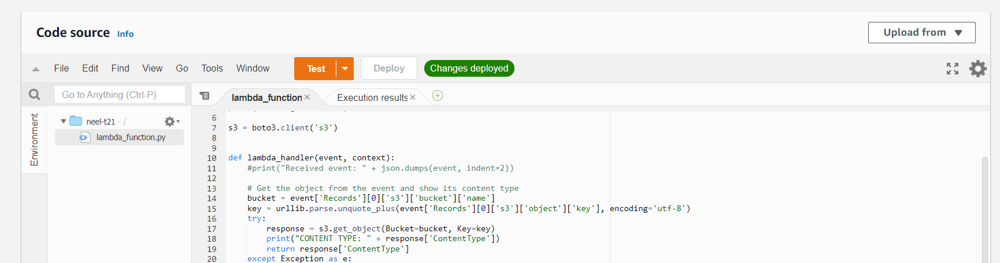 Code source Info
Upload from
File Edit Find View Go Tools Window Test Deploy Changes deployed
Go to Anything (Ctrl-P)
lambda_function × Execution results ×
Environment
neel-t21 - /
lambda_function.py
6
7 s3 = boto3.client('s3')
8
9
10 def lambda_handler(event, context):
11 #print("Received event: " + json.dumps(event, indent=2))
12
13 # Get the object from the event and show its content type
14 bucket = event['Records'][0]['s3']['bucket']['name']
15 key = urllib.parse.unquote_plus(event['Records'][0]['s3']['object']['key'], encoding='utf-8')
16 try:
17 response = s3.get_object(Bucket=bucket, Key=key)
18 print("CONTENT TYPE: " + response['ContentType'])
19 return response['ContentType']
20 except Exception as e: